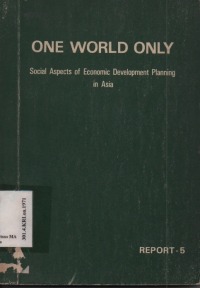 ONE WORLD ONLY
Social Aspects of Economic Development Planning
in Asia
REPORT-5